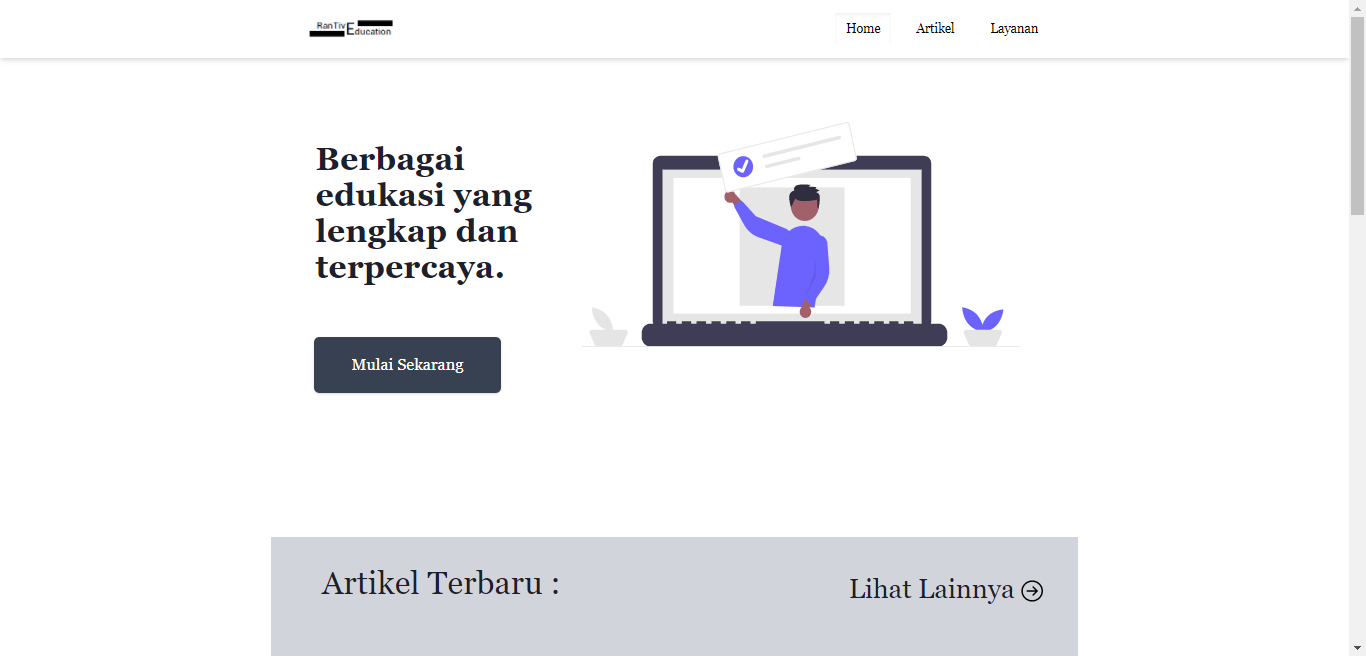 RanTiv Education
Home
Artikel
Layanan
Berbagai
edukasi yang
lengkap dan
terpercaya.
Mulai Sekarang
Artikel Terbaru :
Lihat Lainnya